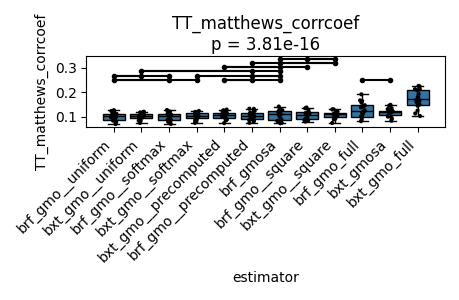 TT_matthews_corrcoef
p = 3.81e-16
TT_matthews_corrcoef
0.3
0.2
0.1
brf_gmo__uniform
bxt_gmo__uniform
brf_gmo__softmax
bxt_gmo__softmax
bxt_gmo__precomputed
brf_gmo__precomputed
brf_gmosa
brf_gmo__square
bxt_gmo__square
brf_gmo_full
bxt_gmosa
bxt_gmo_full
estimator